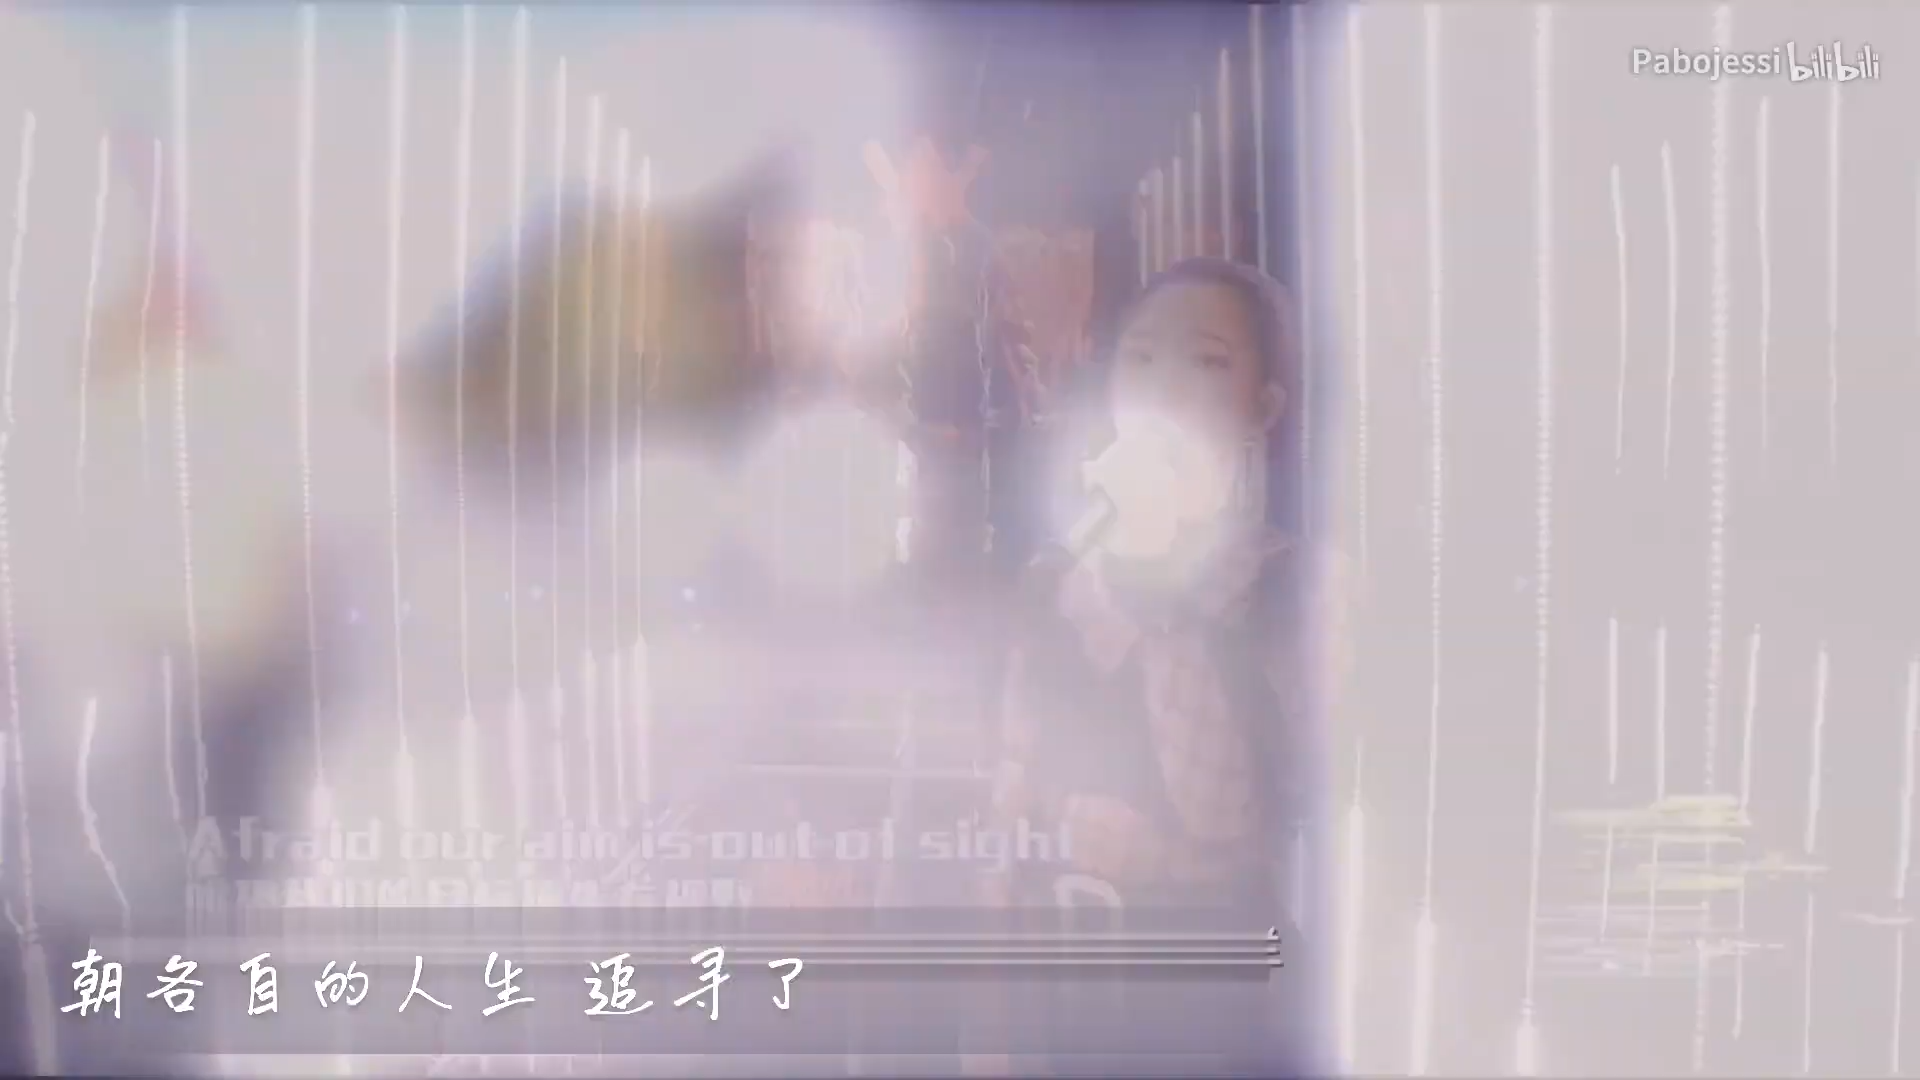 Pabojessi bilibili
Afraid our aim is out of sight
朝各自的人生 追寻了